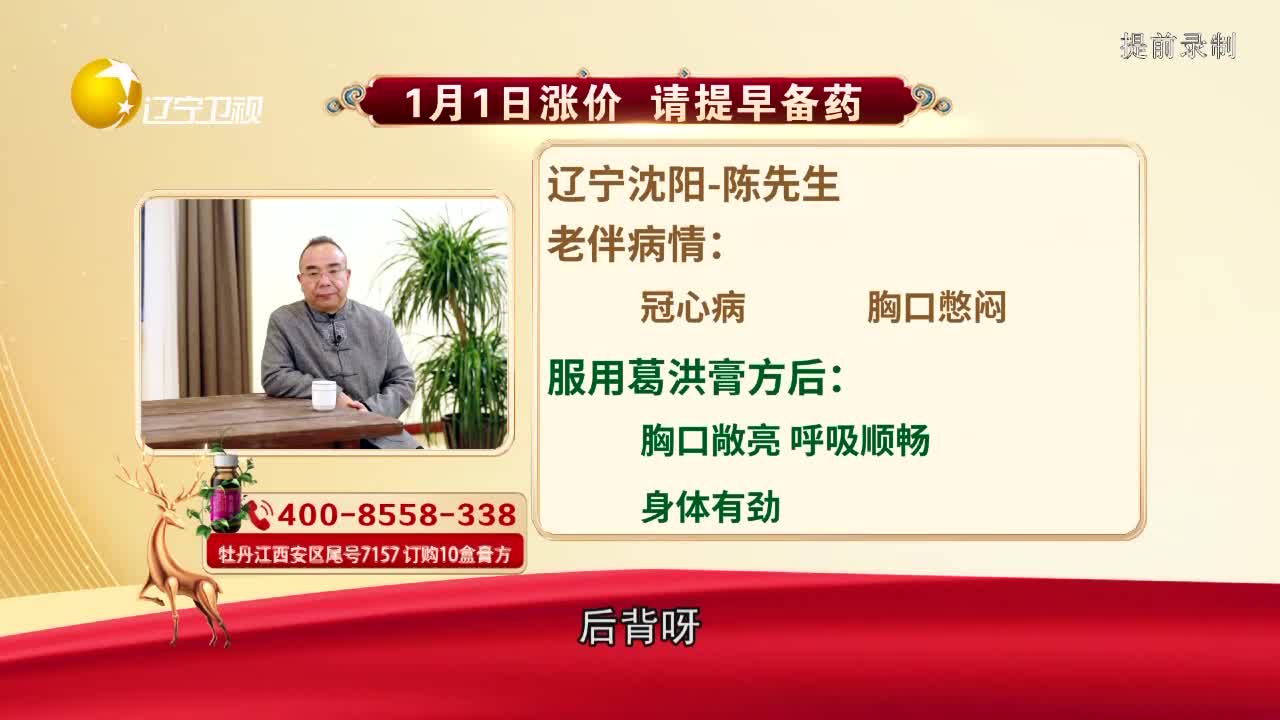 提前录制
辽宁卫视
1月1日涨价 请提早备药
辽宁沈阳-陈先生
老伴病情：
冠心病 胸口憋闷
服用葛洪膏方后：
胸口敞亮 呼吸顺畅
身体有劲
400-8558-338
牡丹江西安区尾号7157 订购10盒膏方
后背呀